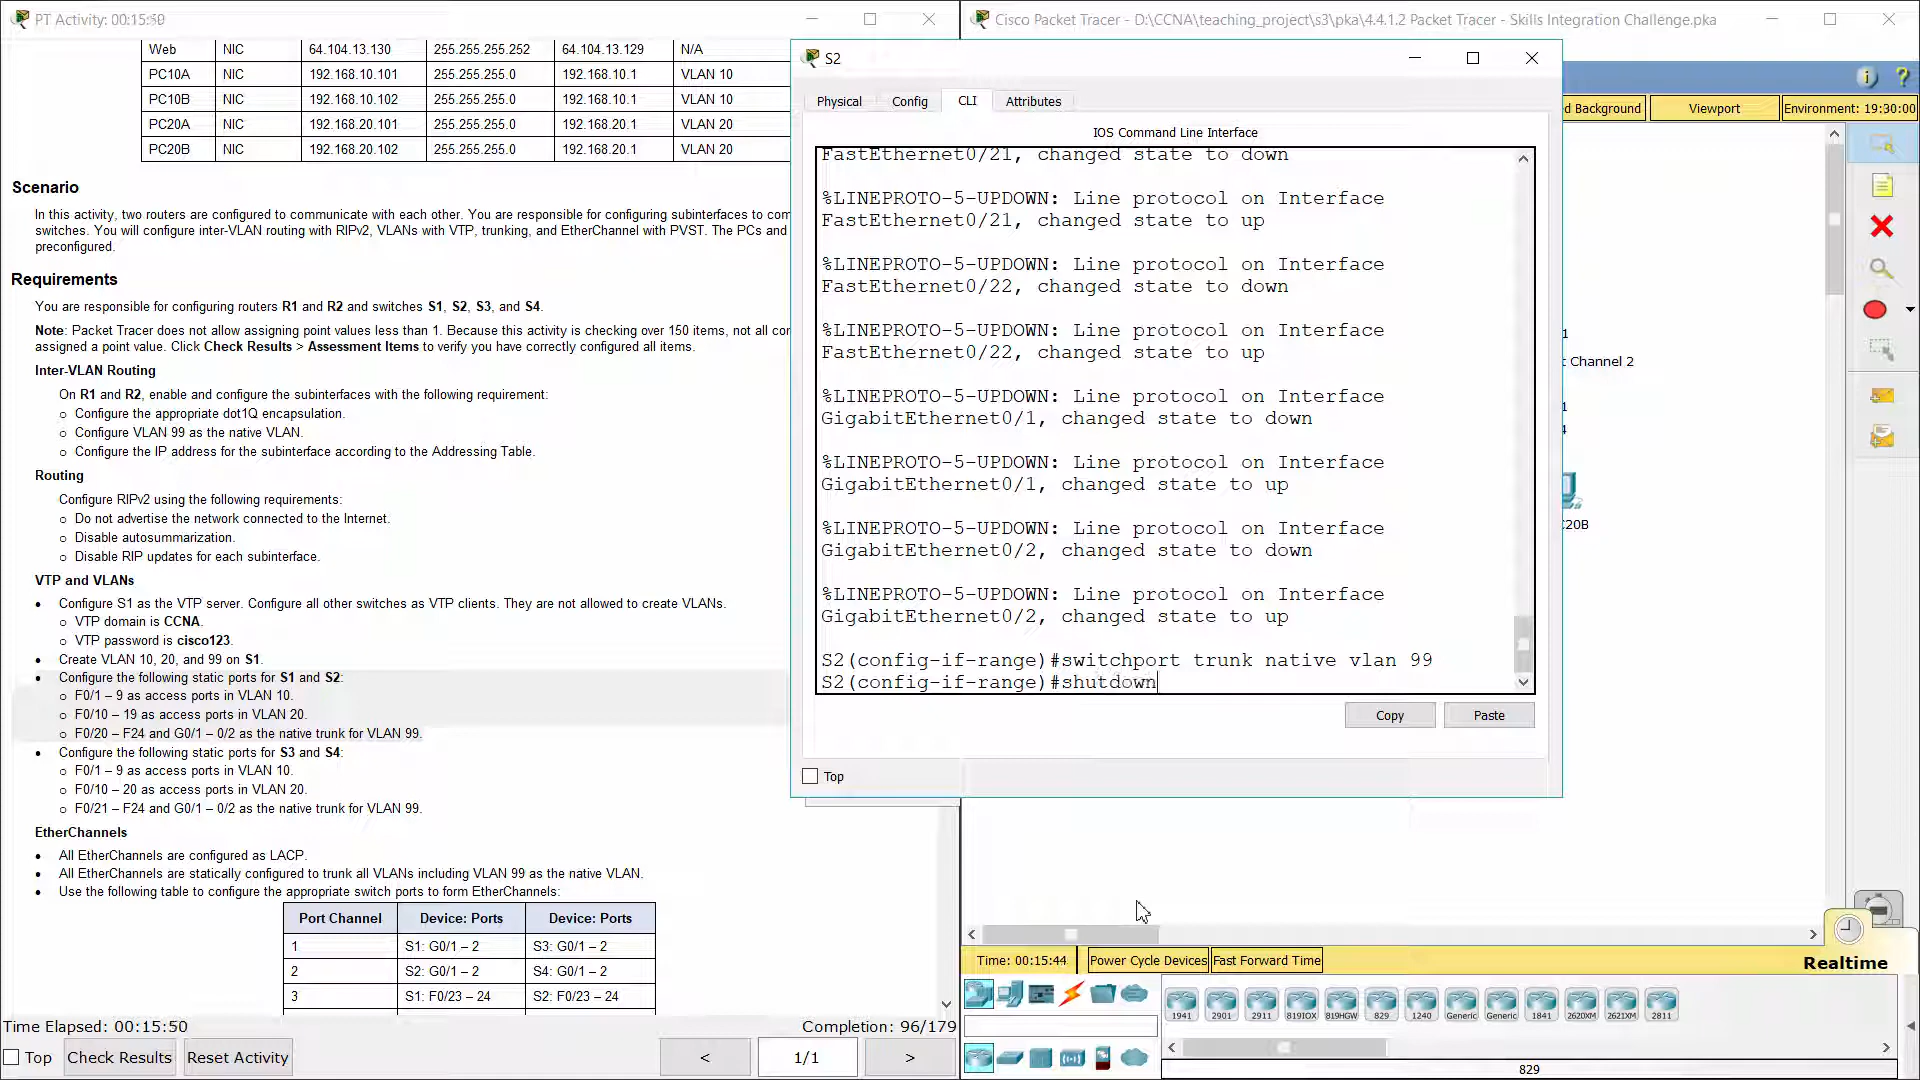 PT Activity: 00:15:50
Web NIC 64.104.13.130 255.255.255.252 64.104.13.129 N/A
PC10A NIC 192.168.10.101 255.255.255.0 192.168.10.1 VLAN 10
PC10B NIC 192.168.10.102 255.255.255.0 192.168.10.1 VLAN 10
PC20A NIC 192.168.20.101 255.255.255.0 192.168.20.1 VLAN 20
PC20B NIC 192.168.20.102 255.255.255.0 192.168.20.1 VLAN 20
Scenario
In this activity, two routers are configured to communicate with each other. You are responsible for configuring subinterfaces to com
switches. You will configure inter-VLAN routing with RIPv2, VLANs with VTP, trunking, and EtherChannel with PVST. The PCs and
preconfigured.
Requirements
You are responsible for configuring routers R1 and R2 and switches S1, S2, S3, and S4.
Note: Packet Tracer does not allow assigning point values less than 1. Because this activity is checking over 150 items, not all con
assigned a point value. Click Check Results > Assessment Items to verify you have correctly configured all items.
Inter-VLAN Routing
On R1 and R2, enable and configure the subinterfaces with the following requirement:
o Configure the appropriate dot1Q encapsulation.
o Configure VLAN 99 as the native VLAN.
o Configure the IP address for the subinterface according to the Addressing Table.
Routing
Configure RIPv2 using the following requirements:
o Do not advertise the network connected to the Internet.
o Disable autosummarization.
o Disable RIP updates for each subinterface.
VTP and VLANs
• Configure S1 as the VTP server. Configure all other switches as VTP clients. They are not allowed to create VLANs.
o VTP domain is CCNA.
o VTP password is cisco123.
• Create VLAN 10, 20, and 99 on S1.
• Configure the following static ports for S1 and S2:
o F0/1 – 9 as access ports in VLAN 10.
o F0/10 – 19 as access ports in VLAN 20.
o F0/20 – F24 and G0/1 – 0/2 as the native trunk for VLAN 99.
• Configure the following static ports for S3 and S4:
o F0/1 – 9 as access ports in VLAN 10.
o F0/10 – 20 as access ports in VLAN 20.
o F0/21 – F24 and G0/1 – 0/2 as the native trunk for VLAN 99.
EtherChannels
• All EtherChannels are configured as LACP.
• All EtherChannels are statically configured to trunk all VLANs including VLAN 99 as the native VLAN.
• Use the following table to configure the appropriate switch ports to form EtherChannels:
Port Channel Device: Ports Device: Ports
1 S1: G0/1 – 2 S3: G0/1 – 2
2 S2: G0/1 – 2 S4: G0/1 – 2
3 S1: F0/23 – 24 S2: F0/23 – 24
Time Elapsed: 00:15:50 Completion: 96/179
Top Check Results Reset Activity < 1/1 >
Cisco Packet Tracer - D:\CCNA\teaching_project\s3\pka\4.4.1.2 Packet Tracer - Skills Integration Challenge.pka
d Background Viewport Environment: 19:30:00
S2
Physical Config CLI Attributes
IOS Command Line Interface
FastEthernet0/21, changed state to down
%LINEPROTO-5-UPDOWN: Line protocol on Interface
FastEthernet0/21, changed state to up
%LINEPROTO-5-UPDOWN: Line protocol on Interface
FastEthernet0/22, changed state to down
%LINEPROTO-5-UPDOWN: Line protocol on Interface
FastEthernet0/22, changed state to up
%LINEPROTO-5-UPDOWN: Line protocol on Interface
GigabitEthernet0/1, changed state to down
%LINEPROTO-5-UPDOWN: Line protocol on Interface
GigabitEthernet0/1, changed state to up
%LINEPROTO-5-UPDOWN: Line protocol on Interface
GigabitEthernet0/2, changed state to down
%LINEPROTO-5-UPDOWN: Line protocol on Interface
GigabitEthernet0/2, changed state to up
S2(config-if-range)#switchport trunk native vlan 99
S2(config-if-range)#shutdown
Copy Paste
Top
1
t Channel 2
1
4
C20B
Time: 00:15:44 Power Cycle Devices Fast Forward Time
Realtime
1941 2901 2911 819IOX 819HGW 829 1240 Generic Generic 1841 2620XM 2621XM 2811
829